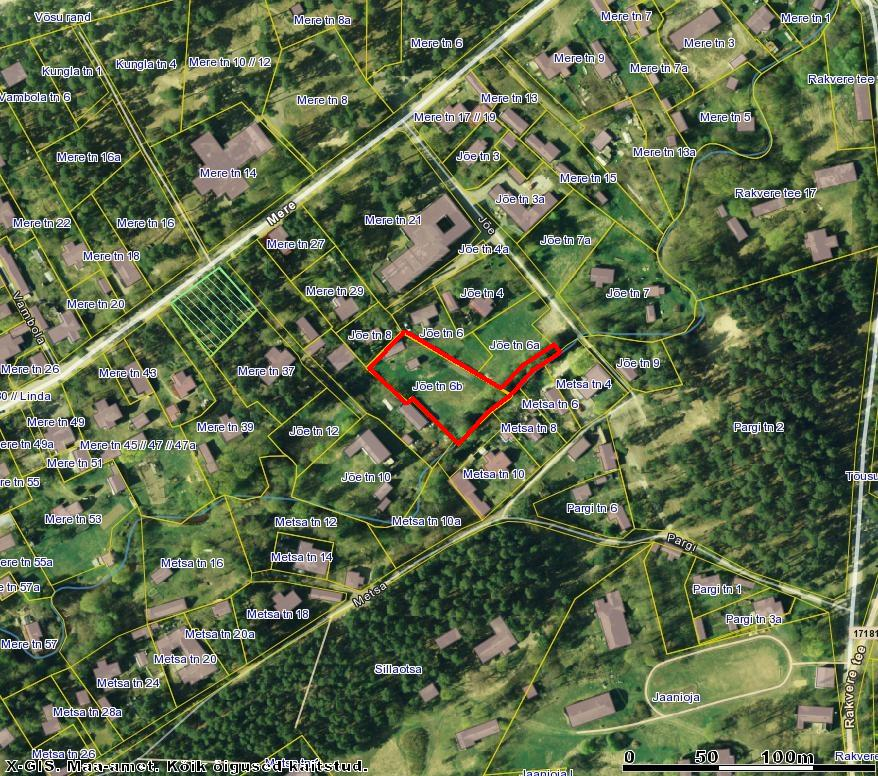 Võsu rand
Mere tn 8a
Mere tn 7
Mere tn 1
Mere tn 6
Mere tn 3
Kungla tn 1
Kungla tn 4
Mere tn 10 // 12
Mere tn 9
Mere tn 7a
Rakvere tee
Vambola tn 6
Mere tn 8
Mere tn 13
Mere tn 17 // 19
Mere tn 5
Mere tn 16a
Jõe tn 3
Mere tn 13a
Mere tn 14
Mere tn 15
Jõe tn 3a
Rakvere tee 17
Mere tn 22
Mere tn 16
Mere
Mere tn 21
Jõe
Mere tn 27
Jõe tn 7a
Jõe tn 4a
Mere tn 18
Mere tn 29
Jõe tn 4
Jõe tn 7
Mere tn 20
Vambola
Jõe tn 8
Jõe tn 6
Jõe tn 6a
Mere tn 26
Mere tn 43
Mere tn 37
Jõe tn 9
Jõe tn 6b
Metsa tn 4
30 // Linda
Metsa tn 6
Mere tn 49
Mere tn 39
Jõe tn 12
Metsa tn 8
Pargi tn 2
ere tn 49a
Mere tn 45 // 47 // 47a
Mere tn 51
Jõe tn 10
Metsa tn 10
Tõusu
re tn 55
Pargi tn 6
Mere tn 53
Metsa tn 12
Metsa tn 10a
Pargi
Mere tn 55a
Metsa tn 16
Metsa tn 14
e tn 57a
Metsa
Pargi tn 1
Metsa tn 18
Pargi tn 3a
Mere tn 57
Metsa tn 20a
17181
Metsa tn 20
Sillaotsa
Metsa tn 24
Jaanioja
Rakvere tee
Metsa tn 28a
Metsa tn 26
X-GIS. Maa-amet. Kõik õigused kaitstud.
0 50 100m
Jaanioja L